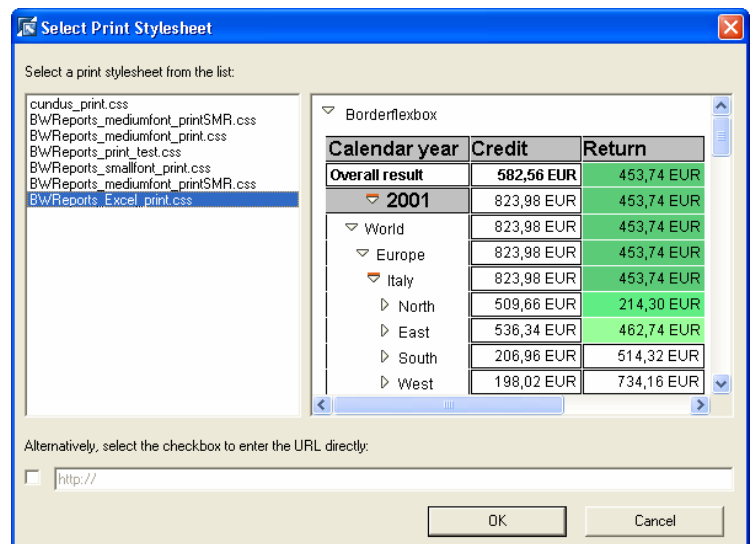 Select Print Stylesheet
Select a print stylesheet from the list:
cundus_print.css
BWReports_mediumfont_printSMR.css
BWReports_mediumfont_print.css
BWReports_print_test.css
BWReports_smallfont_print.css
BWReports_mediumfont_printSMR.css
BWReports_Excel_print.css
Borderflexbox
Calendar year Credit Return
Overall result 582,56 EUR 453,74 EUR
2001 823,98 EUR 453,74 EUR
World 823,98 EUR 453,74 EUR
Europe 823,98 EUR 453,74 EUR
Italy 823,98 EUR 453,74 EUR
North 509,66 EUR 214,30 EUR
East 536,34 EUR 462,74 EUR
South 206,96 EUR 514,32 EUR
West 198,02 EUR 734,16 EUR
Alternatively, select the checkbox to enter the URL directly:
http://
OK Cancel